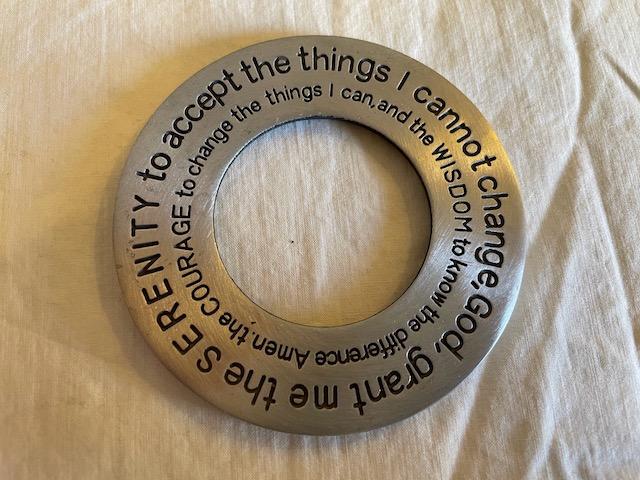 God, grant me the SERENITY to accept the things I cannot change,
the COURAGE to change the things I can, and the WISDOM to know the difference Amen.